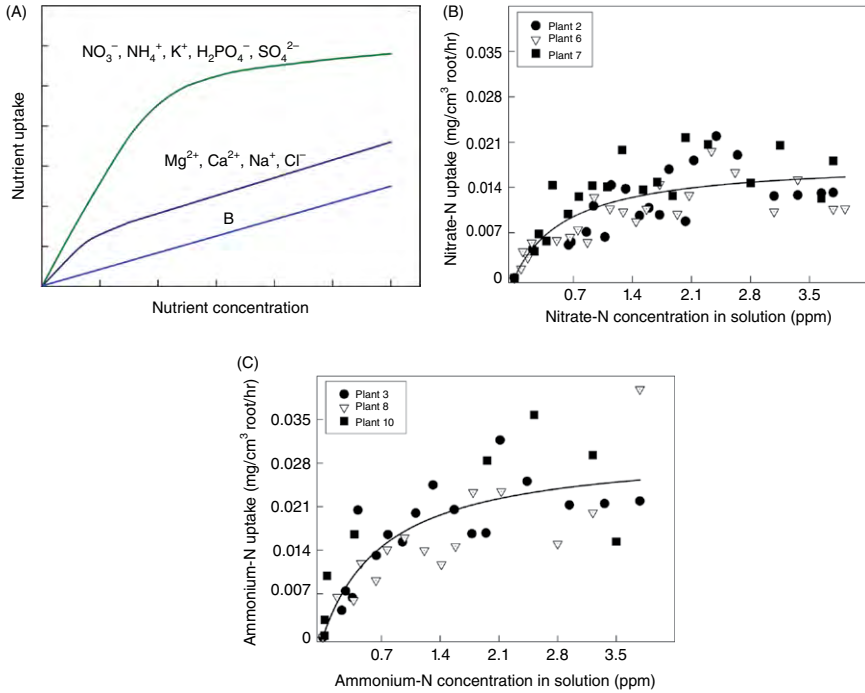 (A)
NO₃⁻, NH₄⁺, K⁺, H₂PO₄⁻, SO₄²⁻
Mg²⁺, Ca²⁺, Na⁺, Cl⁻
B
Nutrient uptake
Nutrient concentration
(B)
Plant 2
Plant 6
Plant 7
0.035
0.028
0.021
0.014
0.007
0
Nitrate-N uptake (mg/cm³ root/hr)
0.7 1.4 2.1 2.8 3.5
Nitrate-N concentration in solution (ppm)
(C)
Plant 3
Plant 8
Plant 10
0.035
0.028
0.021
0.014
0.007
0
Ammonium-N uptake (mg/cm³ root/hr)
0.7 1.4 2.1 2.8 3.5
Ammonium-N concentration in solution (ppm)